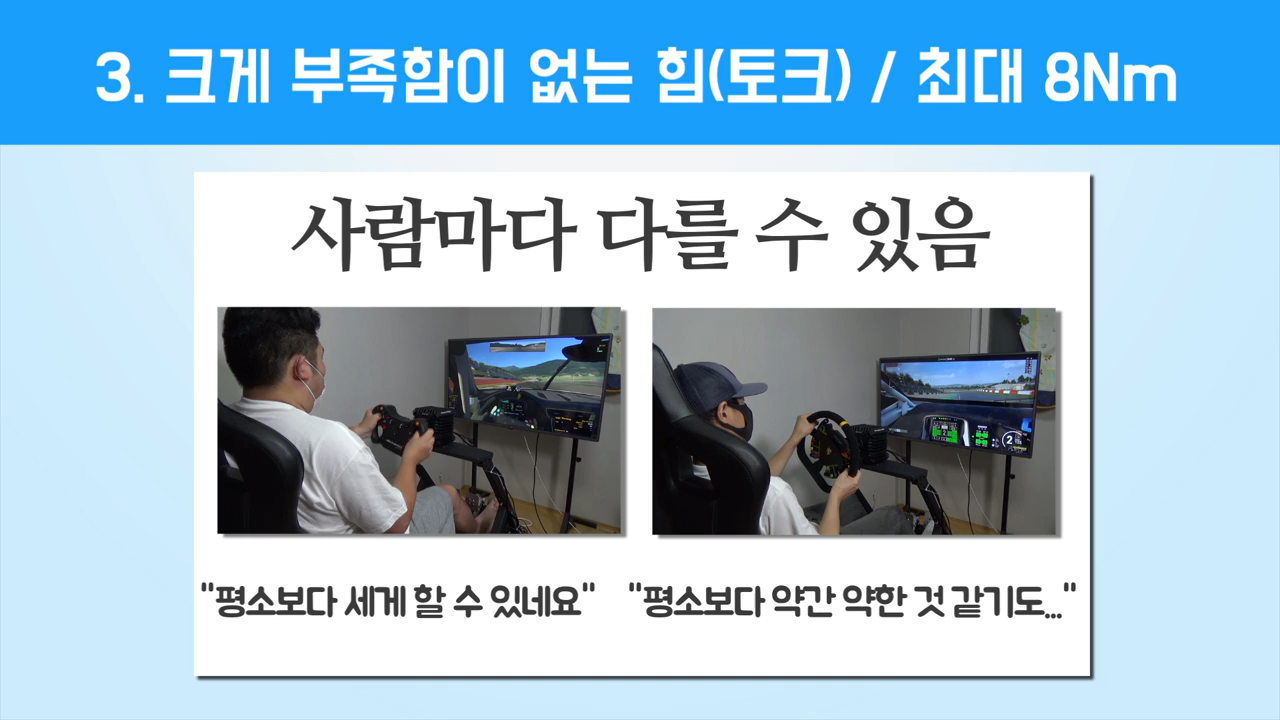 3. 크게 부족함이 없는 힘(토크) / 최대 8Nm
사람마다 다를 수 있음
"평소보다 세게 할 수 있네요"
"평소보다 약간 약한 것 같기도..."